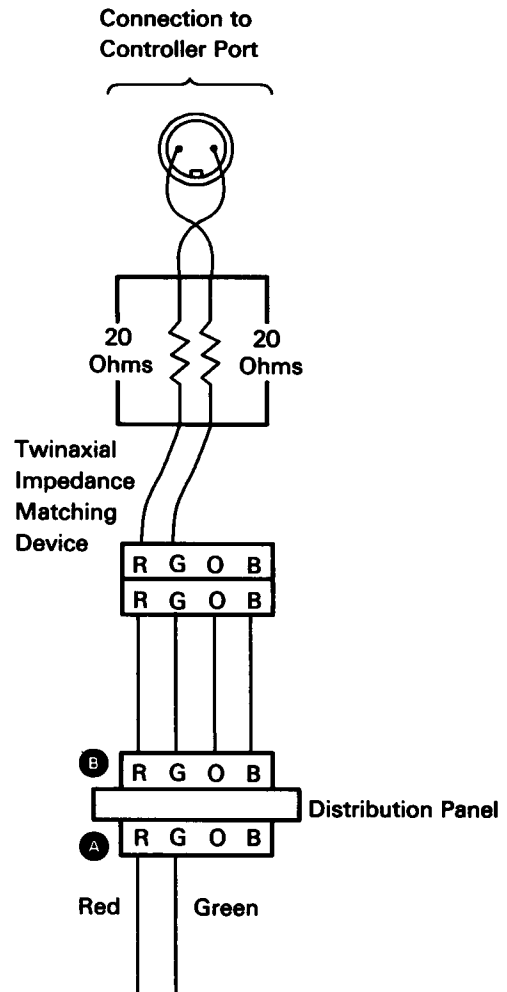 Connection to
Controller Port
20
Ohms
20
Ohms
Twinaxial
Impedance
Matching
Device
R G O B
R G O B
B
R G O B
Distribution Panel
A
R G O B
Red
Green